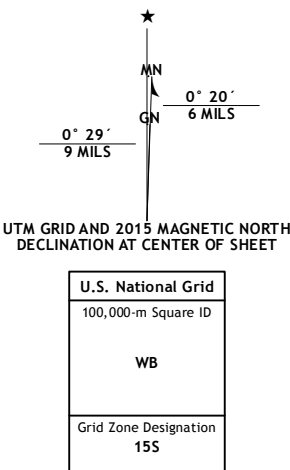 ★
MN
0° 20´
6 MILS
GN
0° 29´
9 MILS
UTM GRID AND 2015 MAGNETIC NORTH
DECLINATION AT CENTER OF SHEET
U.S. National Grid
100,000-m Square ID
WB
Grid Zone Designation
15S